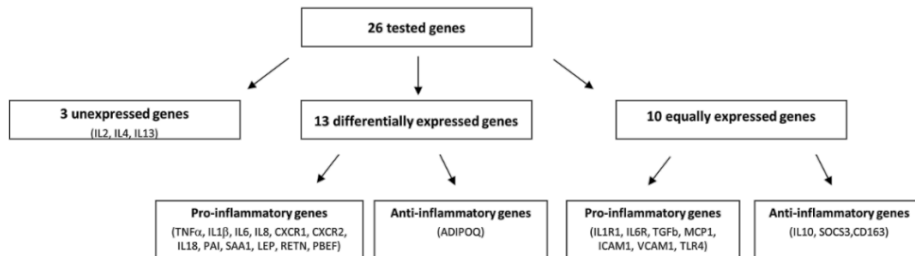 26 tested genes
3 unexpressed genes
(IL2, IL4, IL13)
13 differentially expressed genes
10 equally expressed genes
Pro-inflammatory genes
(TNFα, IL1β, IL6, IL8, CXCR1, CXCR2,
IL18, PAI, SAA1, LEP, RETN, PBEF)
Anti-inflammatory genes
(ADIPOQ)
Pro-inflammatory genes
(IL1R1, IL6R, TGFb, MCP1,
ICAM1, VCAM1, TLR4)
Anti-inflammatory genes
(IL10, SOCS3,CD163)